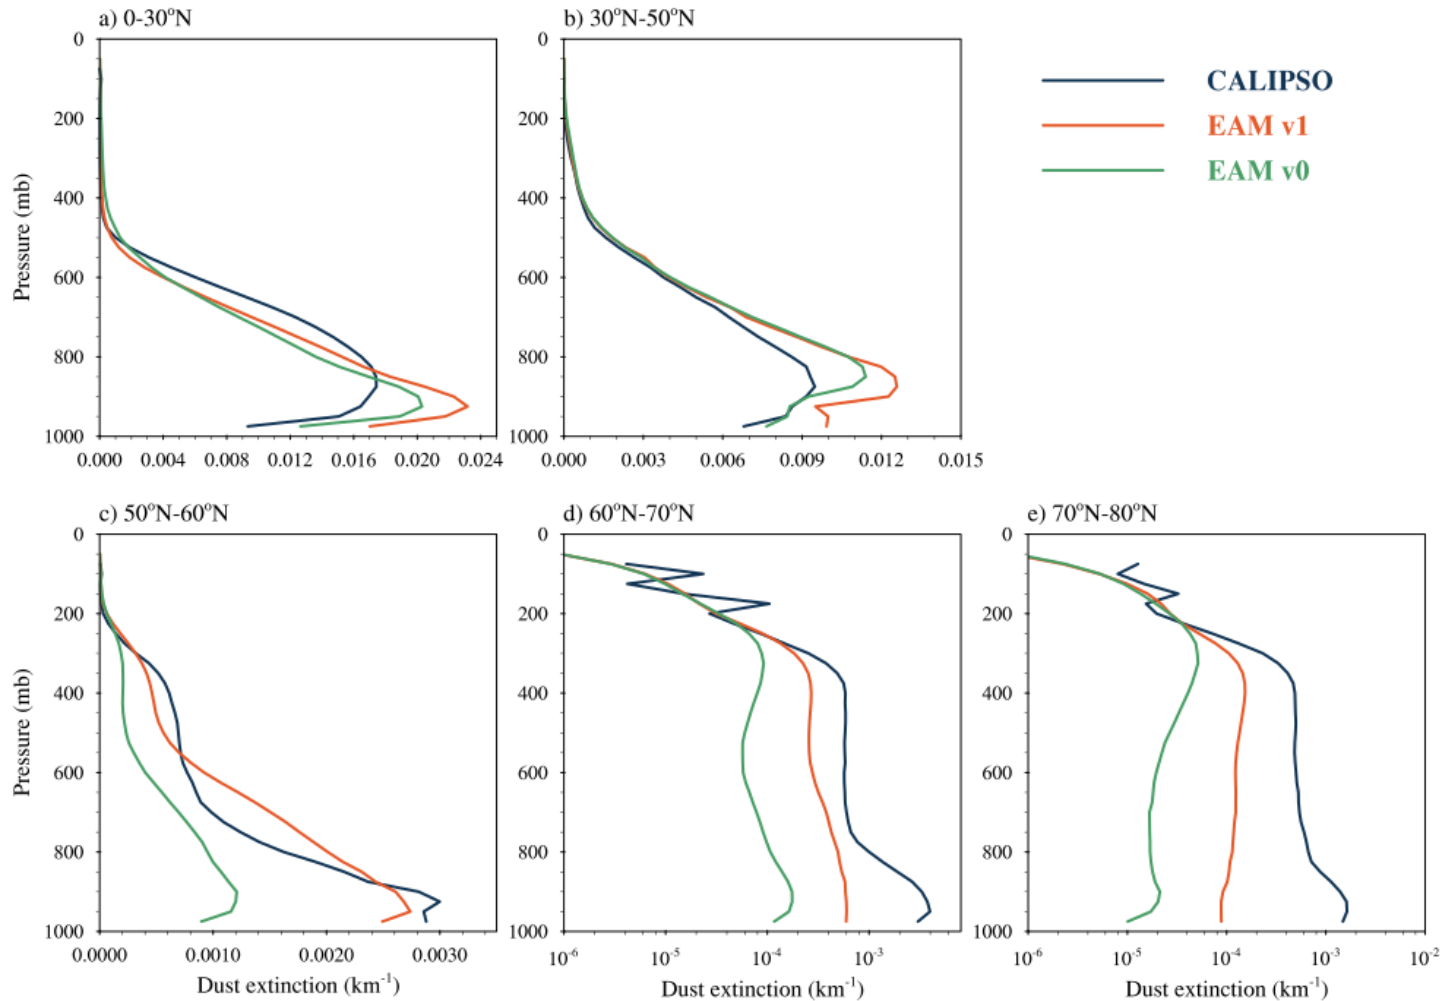 a) 0-30°N
b) 30°N-50°N
0
200
400
600
800
1000
Pressure (mb)
0.000 0.004 0.008 0.012 0.016 0.020 0.024
0
200
400
600
800
1000
0.000 0.003 0.006 0.009 0.012 0.015
CALIPSO
EAM v1
EAM v0
c) 50°N-60°N
0
200
400
600
800
1000
Pressure (mb)
0.0000 0.0010 0.0020 0.0030
Dust extinction (km⁻¹)
d) 60°N-70°N
0
200
400
600
800
1000
10⁻⁶ 10⁻⁵ 10⁻⁴ 10⁻³
Dust extinction (km⁻¹)
e) 70°N-80°N
0
200
400
600
800
1000
10⁻⁶ 10⁻⁵ 10⁻⁴ 10⁻³ 10⁻²
Dust extinction (km⁻¹)